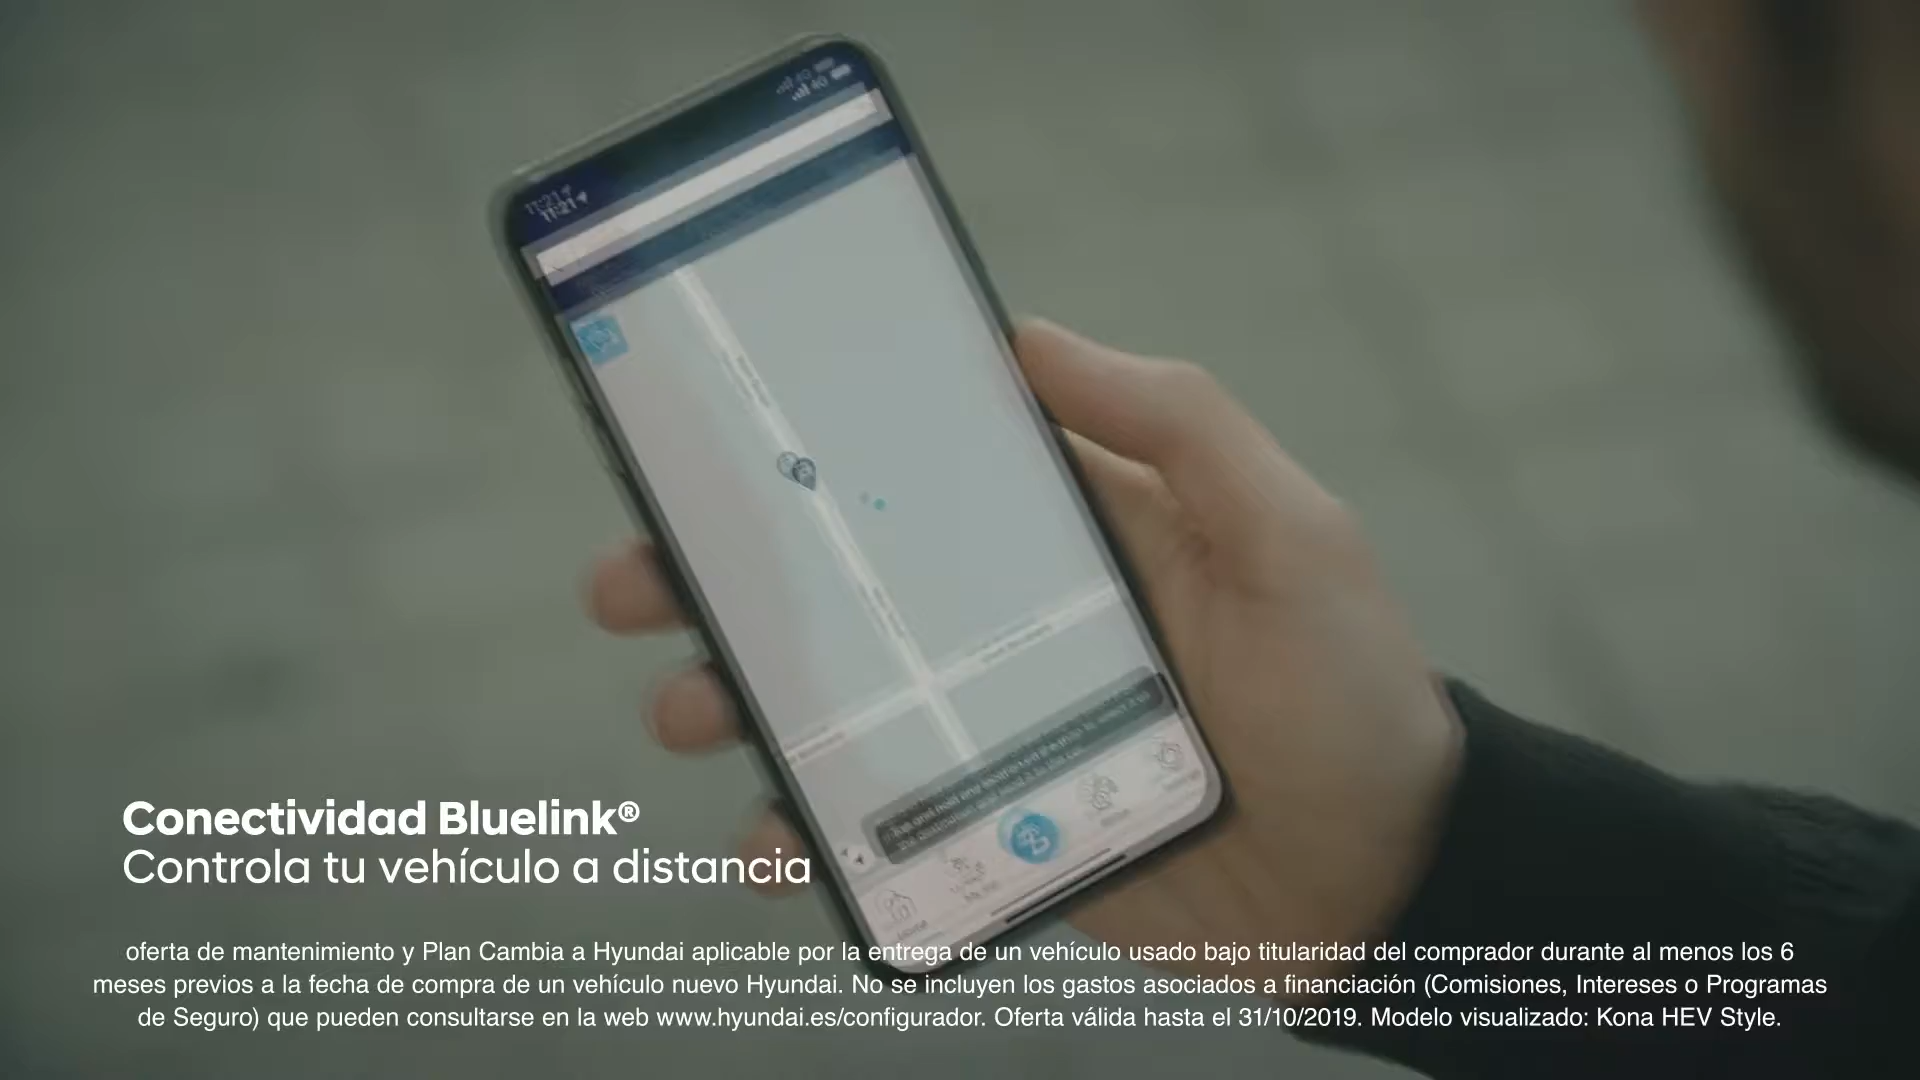 4G
11:21
Conectividad Bluelink®
Controla tu vehículo a distancia
oferta de mantenimiento y Plan Cambia a Hyundai aplicable por la entrega de un vehículo usado bajo titularidad del comprador durante al menos los 6
meses previos a la fecha de compra de un vehículo nuevo Hyundai. No se incluyen los gastos asociados a financiación (Comisiones, Intereses o Programas
de Seguro) que pueden consultarse en la web www.hyundai.es/configurador. Oferta válida hasta el 31/10/2019. Modelo visualizado: Kona HEV Style.